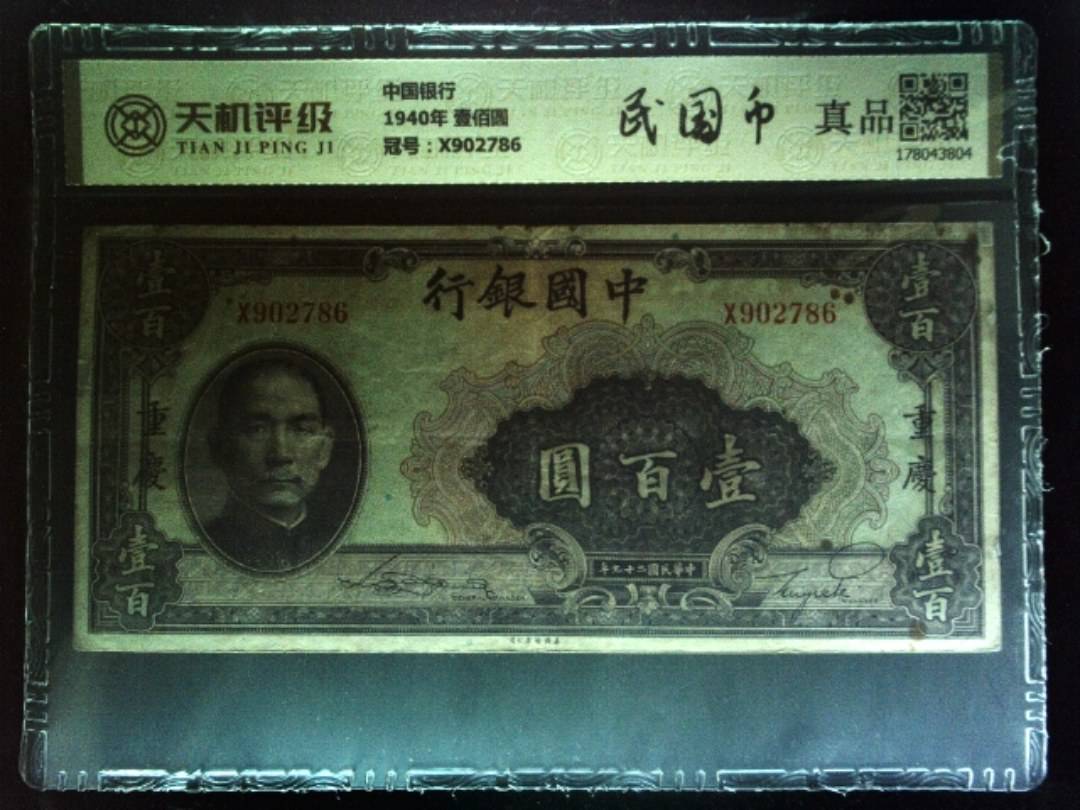 天机评级
TIAN JI PING JI
中国银行
1940年 壹佰圆
冠号：X902786
民国币
真品
178043804
壹百
行銀國中
壹百
X902786
X902786
重慶
重慶
圓百壹
壹百
年九十二國民華中
壹百